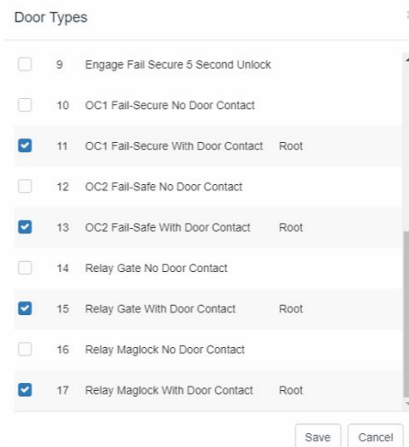 Door Types
9 Engage Fail Secure 5 Second Unlock
10 OC1 Fail-Secure No Door Contact
11 OC1 Fail-Secure With Door Contact Root
12 OC2 Fail-Safe No Door Contact
13 OC2 Fail-Safe With Door Contact Root
14 Relay Gate No Door Contact
15 Relay Gate With Door Contact Root
16 Relay Maglock No Door Contact
17 Relay Maglock With Door Contact Root
Save Cancel